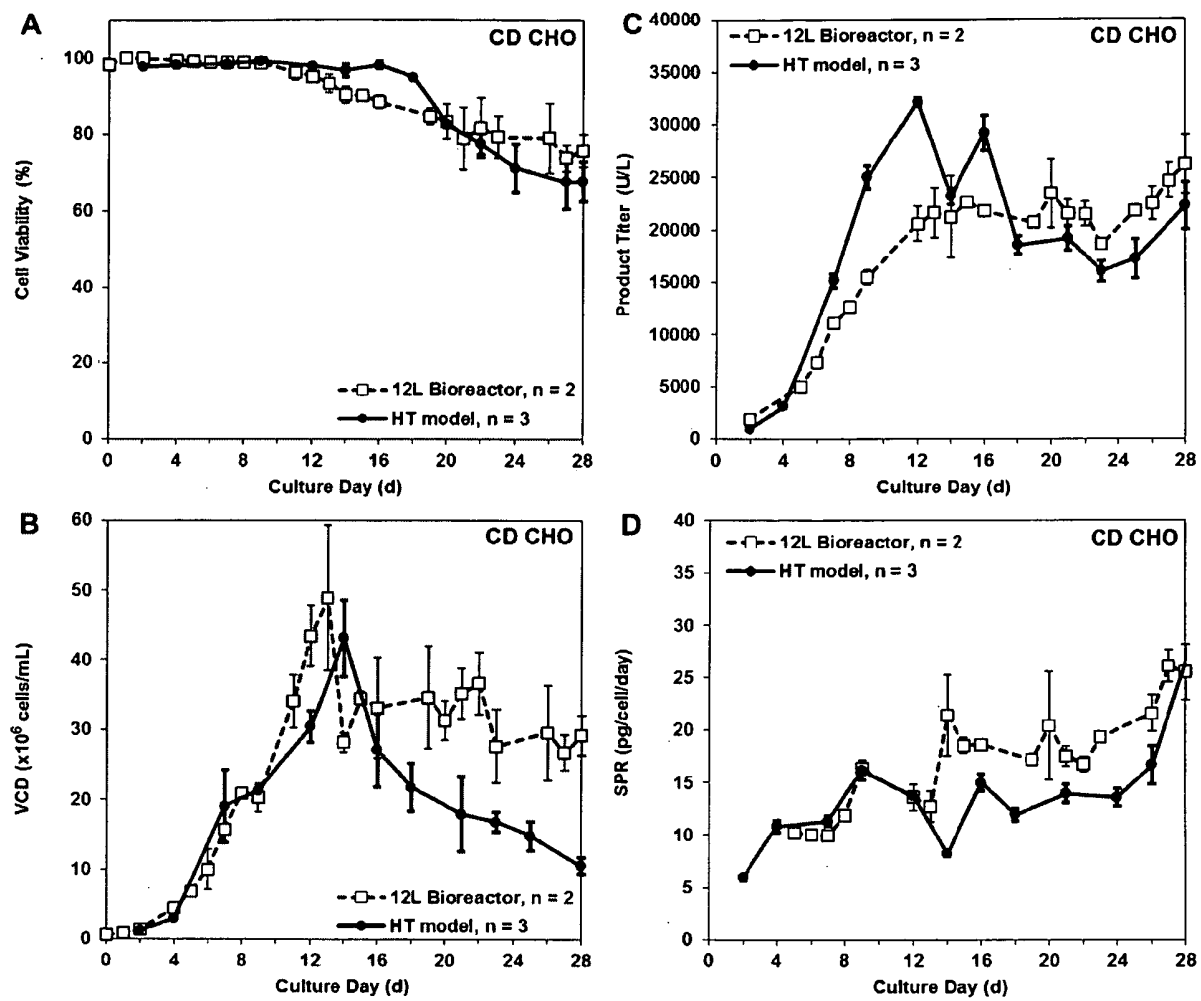 A
CD CHO
100
80
60
40
20
0
Cell Viability (%)
12L Bioreactor, n = 2
HT model, n = 3
0 4 8 12 16 20 24 28
Culture Day (d)
C
12L Bioreactor, n = 2
HT model, n = 3
CD CHO
40000
35000
30000
25000
20000
15000
10000
5000
0
Product Titer (U/L)
0 4 8 12 16 20 24 28
Culture Day (d)
B
CD CHO
60
50
40
30
20
10
0
VCD (x10⁶ cells/mL)
12L Bioreactor, n = 2
HT model, n = 3
0 4 8 12 16 20 24 28
Culture Day (d)
D
12L Bioreactor, n = 2
HT model, n = 3
CD CHO
40
35
30
25
20
15
10
5
0
SPR (pg/cell/day)
0 4 8 12 16 20 24 28
Culture Day (d)